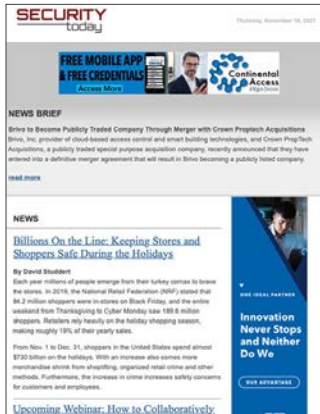 SECURITY
today
Thursday, November 18, 2021
FREE MOBILE APP
& FREE CREDENTIALS
Access More
Continental
Access
NEWS BRIEF
Brivo to Become Publicly Traded Company Through Merger with Crown Proptech Acquisitions
Brivo, Inc. provider of cloud-based access control and smart building technologies, and Crown PropTech
Acquisitions, a publicly traded special purpose acquisition company, recently announced that they have
entered into a definitive merger agreement that will result in Brivo becoming a publicly listed company.
read more
NEWS
Billions On the Line: Keeping Stores and
Shoppers Safe During the Holidays
By David Studdert
Each year millions of people emerge from their turkey comas to brave
the stores. In 2019, the National Retail Federation (NRF) stated that
84.2 million shoppers were in-stores on Black Friday, and the entire
weekend from Thanksgiving to Cyber Monday saw 189.6 million
shoppers. Retailers rely heavily on the holiday shopping season,
making roughly 19% of their yearly sales.
From Nov. 1 to Dec. 31, shoppers in the United States spend almost
$730 billion on the holidays. With an increase also comes more
merchandise shrink from shoplifting, organized retail crime and other
methods. Furthermore, the increase in crime increases safety concerns
for customers and employees.
Upcoming Webinar: How to Collaboratively
ONE IDEAL PARTNER
Innovation
Never Stops
and Neither
Do We
OUR ADVANTAGE